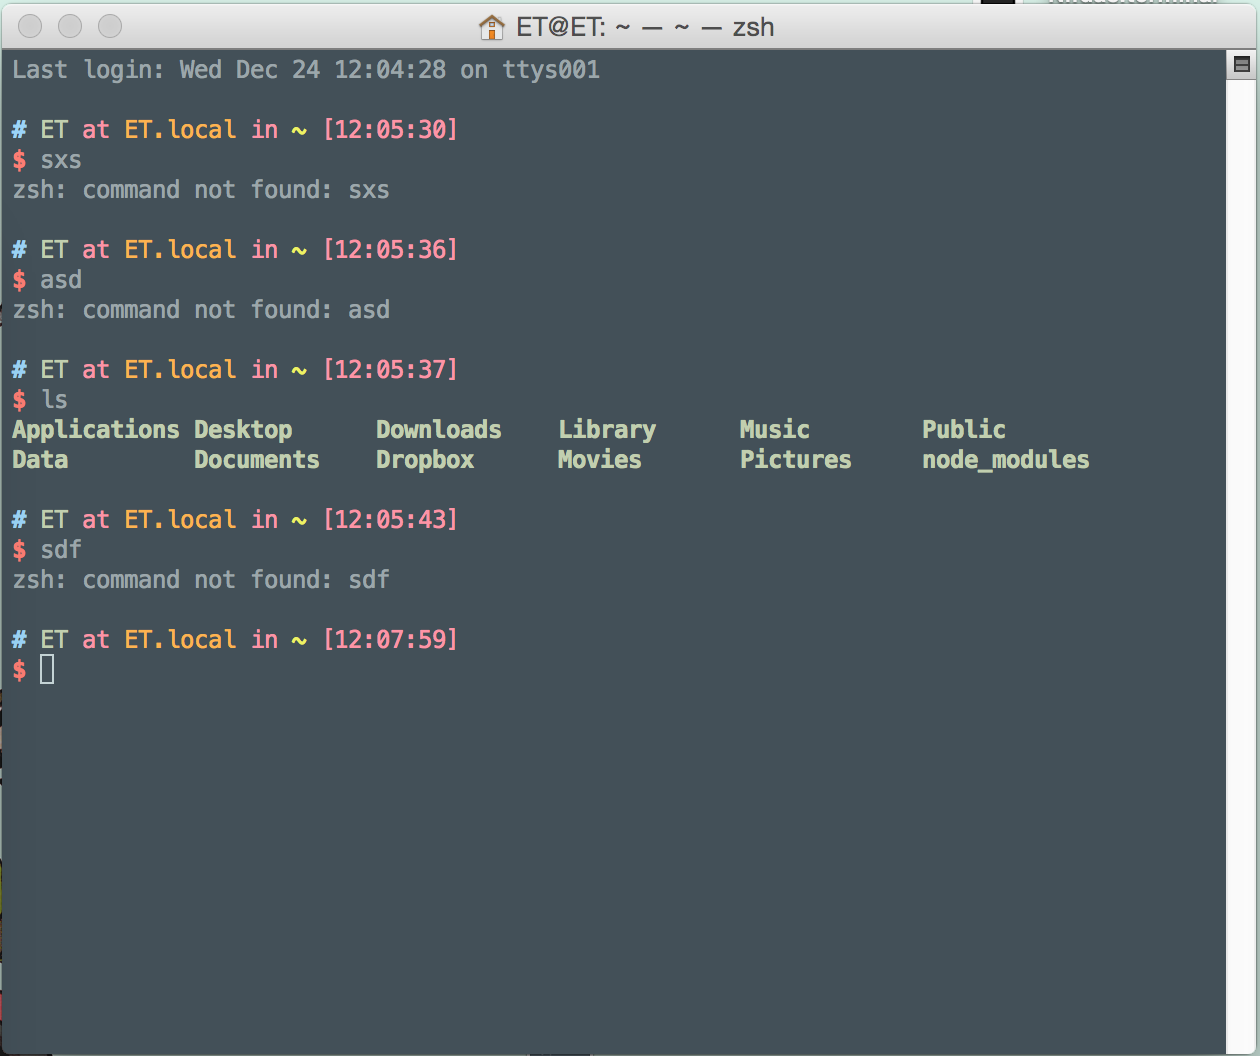 ET@ET: ~ — ~ — zsh
Last login: Wed Dec 24 12:04:28 on ttys001
# ET at ET.local in ~ [12:05:30]
$ sxs
zsh: command not found: sxs
# ET at ET.local in ~ [12:05:36]
$ asd
zsh: command not found: asd
# ET at ET.local in ~ [12:05:37]
$ ls
Applications Desktop Downloads Library Music Public
Data Documents Dropbox Movies Pictures node_modules
# ET at ET.local in ~ [12:05:43]
$ sdf
zsh: command not found: sdf
# ET at ET.local in ~ [12:07:59]
$